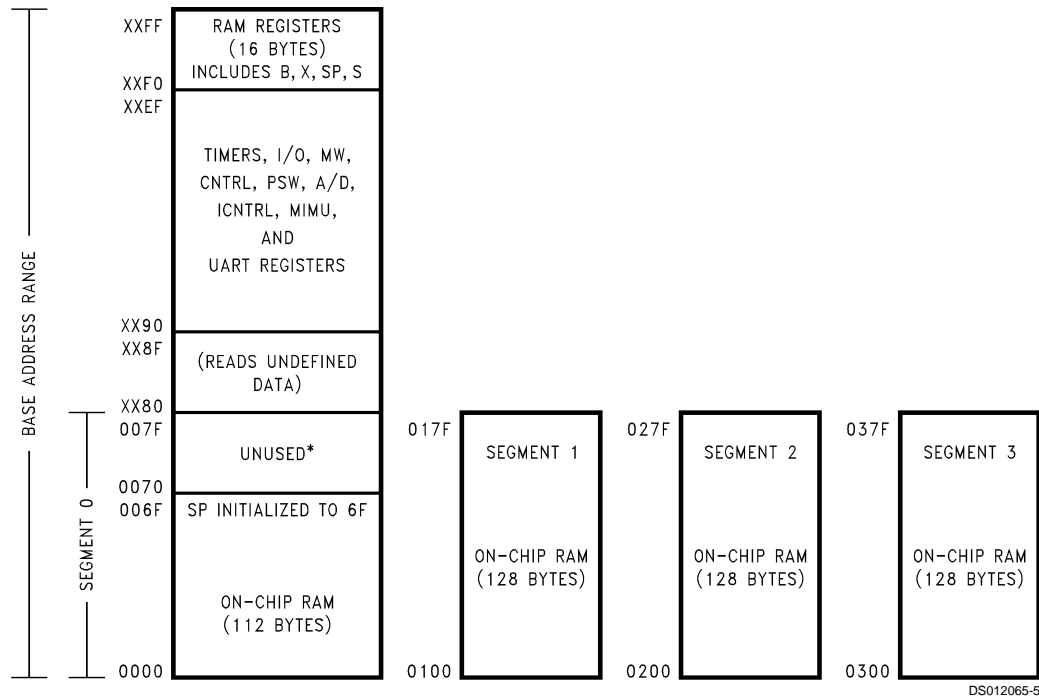 XXFF
RAM REGISTERS
(16 BYTES)
INCLUDES B, X, SP, S
XXF0
XXEF
TIMERS, I/O, MW,
CNTRL, PSW, A/D,
ICNTRL, MIMU,
AND
UART REGISTERS
BASE ADDRESS RANGE
XX90
XX8F
(READS UNDEFINED
DATA)
XX80
007F
UNUSED*
0070
006F
SP INITIALIZED TO 6F
SEGMENT 0
ON-CHIP RAM
(112 BYTES)
0000
017F
SEGMENT 1
ON-CHIP RAM
(128 BYTES)
0100
027F
SEGMENT 2
ON-CHIP RAM
(128 BYTES)
0200
037F
SEGMENT 3
ON-CHIP RAM
(128 BYTES)
0300
DS012065-5